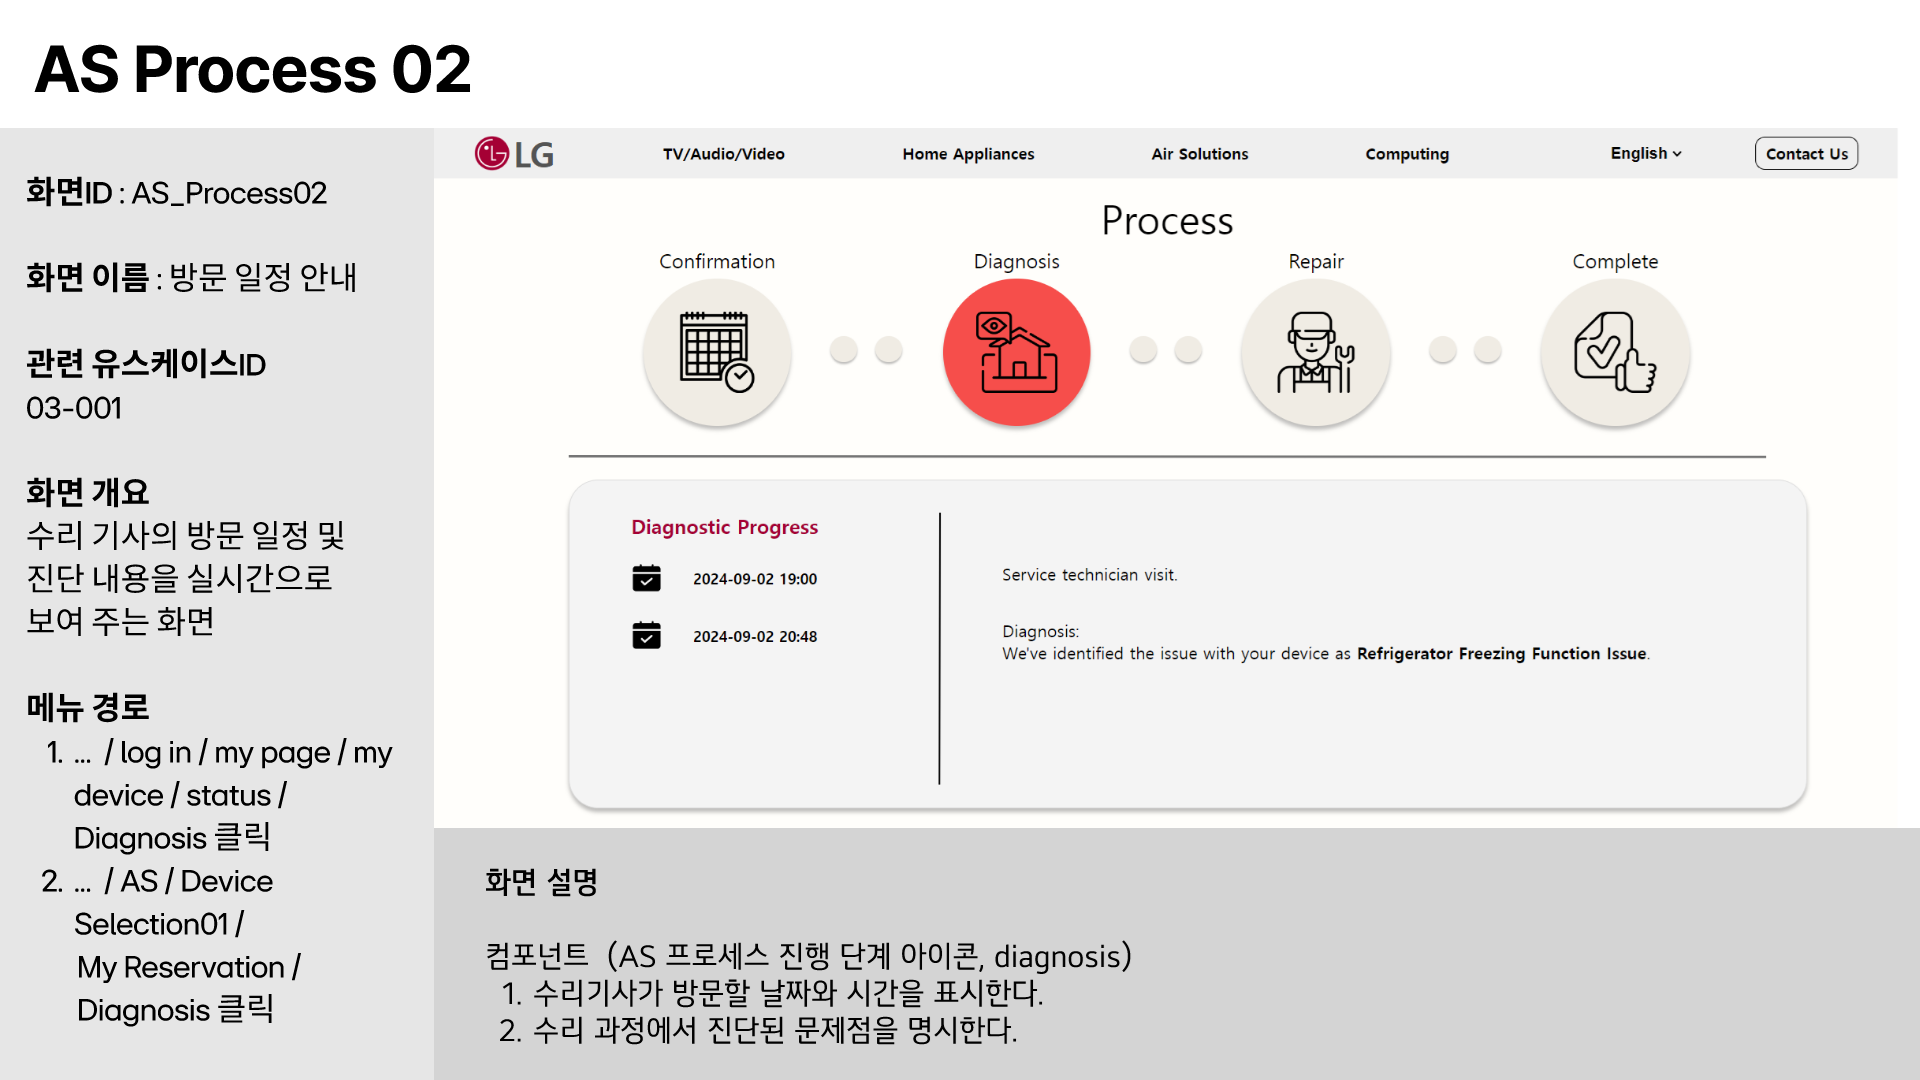 AS Process 02
화면ID : AS_Process02
화면 이름 : 방문 일정 안내
관련 유스케이스ID
03-001
화면 개요
수리 기사의 방문 일정 및
진단 내용을 실시간으로
보여 주는 화면
메뉴 경로
1. ... / log in / my page / my
device / status /
Diagnosis 클릭
2. ... / AS / Device
Selection01 /
My Reservation /
Diagnosis 클릭
LG
TV/Audio/Video
Home Appliances
Air Solutions
Computing
English
Contact Us
Process
Confirmation
Diagnosis
Repair
Complete
Diagnostic Progress
2024-09-02 19:00
Service technician visit.
2024-09-02 20:48
Diagnosis:
We've identified the issue with your device as Refrigerator Freezing Function Issue.
화면 설명
컴포넌트 (AS 프로세스 진행 단계 아이콘, diagnosis)
1. 수리기사가 방문할 날짜와 시간을 표시한다.
2. 수리 과정에서 진단된 문제점을 명시한다.